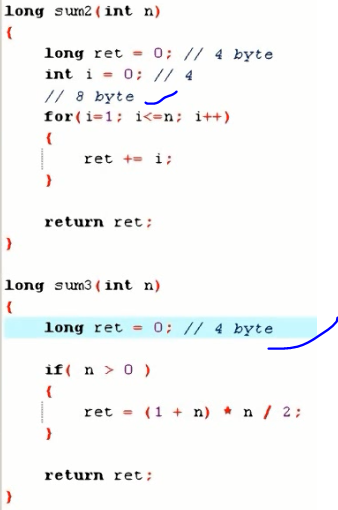 long sum2(int n)
{
long ret = 0; // 4 byte
int i = 0; // 4
// 8 byte
for(i=1; i<=n; i++)
{
ret += i;
}
return ret;
}
long sum3(int n)
{
long ret = 0; // 4 byte
if( n > 0 )
{
ret = (1 + n) * n / 2;
}
return ret;
}